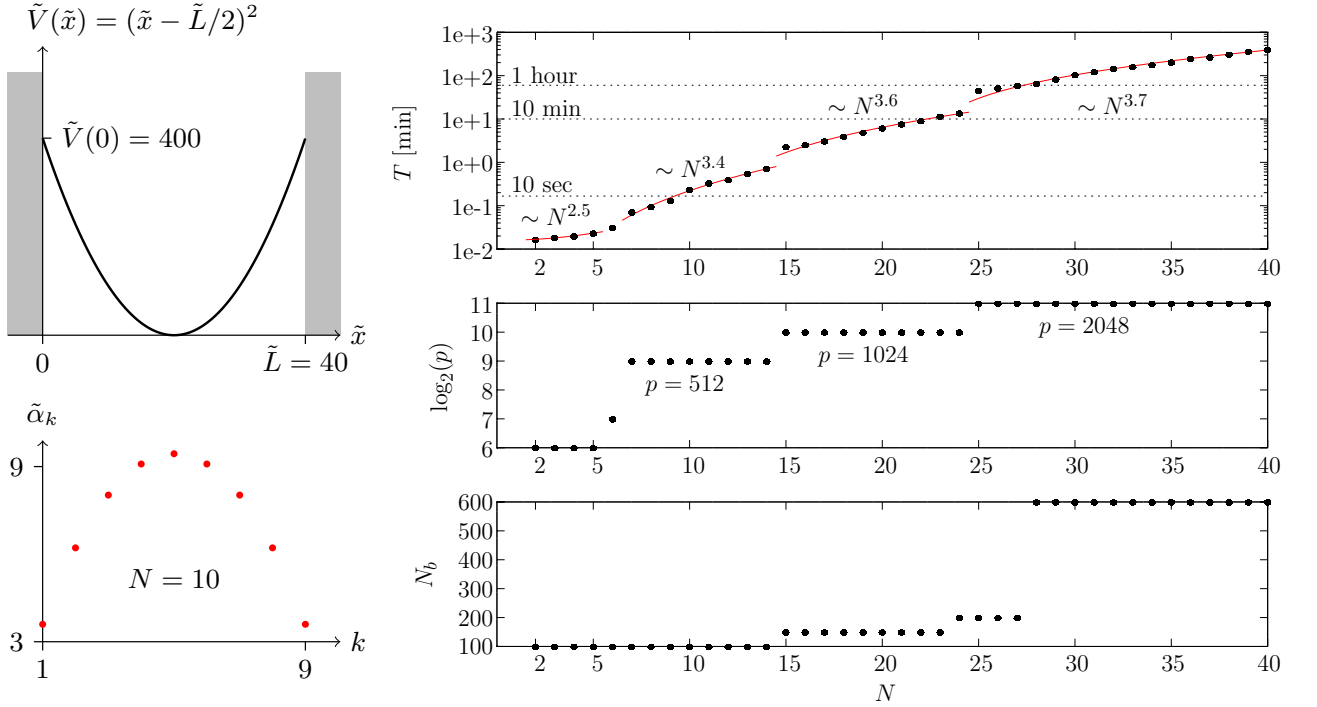 Ṽ(x̃) = (x̃ − L̃/2)²
Ṽ(0) = 400
x̃
0
L̃ = 40
α̃ₖ
9
N = 10
3
k
1
9
T [min]
1e+3
1e+2
1e+1
1e+0
1e-1
1e-2
1 hour
10 min
10 sec
∼ N^2.5
∼ N^3.4
∼ N^3.6
∼ N^3.7
2 5 10 15 20 25 30 35 40
N
log₂(p)
11
10
9
8
7
6
p = 512
p = 1024
p = 2048
2 5 10 15 20 25 30 35 40
N_b
600
500
400
300
200
100
2 5 10 15 20 25 30 35 40
N